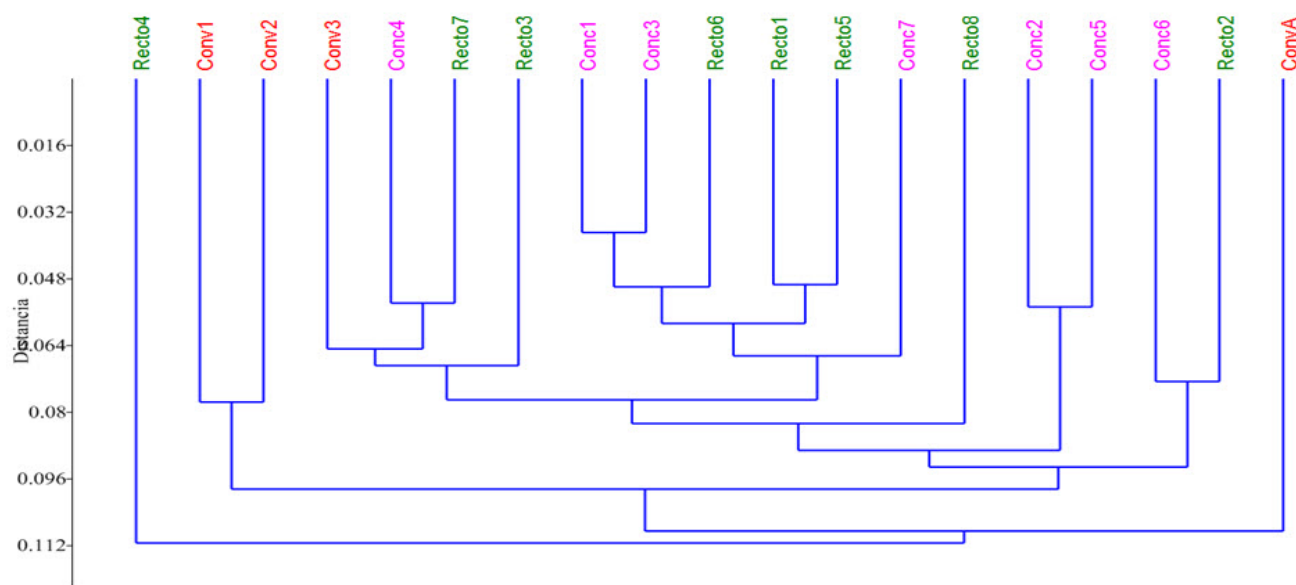 Recto4
Conv1
Conv2
Conv3
Conc4
Recto7
Recto3
Conc1
Conc3
Recto6
Recto1
Recto5
Conc7
Recto8
Conc2
Conc5
Conc6
Recto2
ConvA
0.016
0.032
0.048
0.064
0.08
0.096
0.112
Distancia